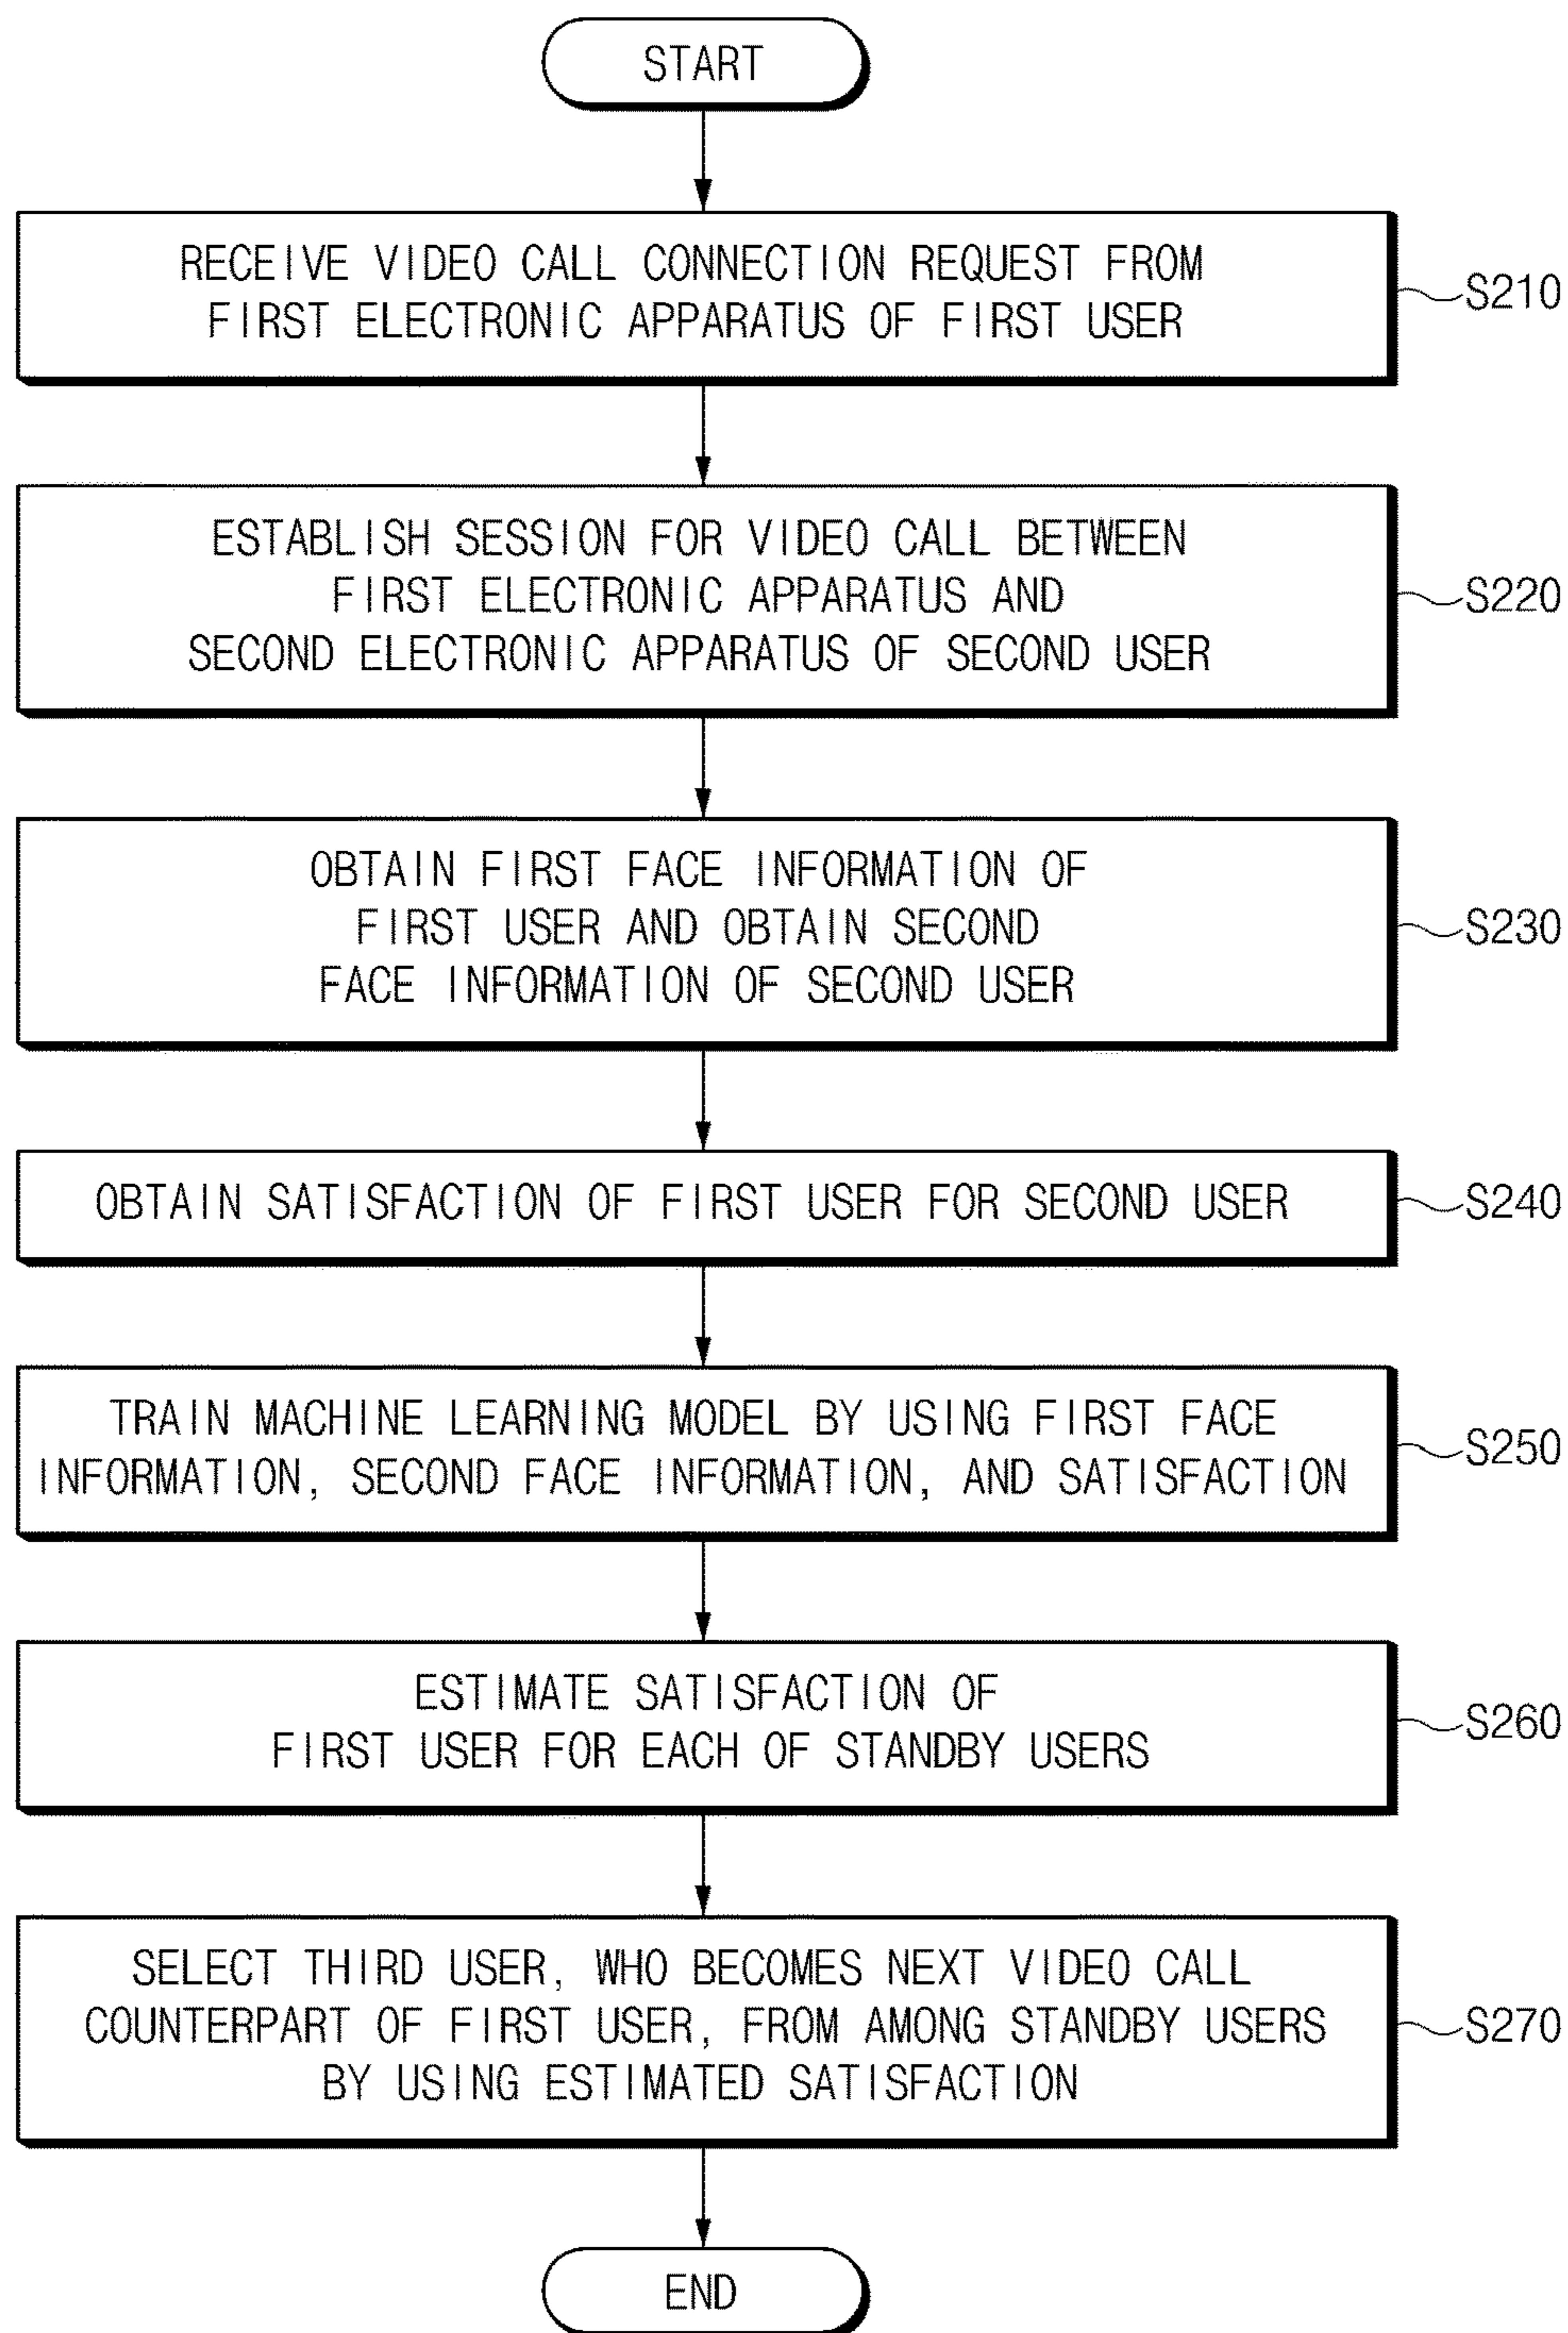 START
RECEIVE VIDEO CALL CONNECTION REQUEST FROM
FIRST ELECTRONIC APPARATUS OF FIRST USER
S210
ESTABLISH SESSION FOR VIDEO CALL BETWEEN
FIRST ELECTRONIC APPARATUS AND
SECOND ELECTRONIC APPARATUS OF SECOND USER
S220
OBTAIN FIRST FACE INFORMATION OF
FIRST USER AND OBTAIN SECOND
FACE INFORMATION OF SECOND USER
S230
OBTAIN SATISFACTION OF FIRST USER FOR SECOND USER
S240
TRAIN MACHINE LEARNING MODEL BY USING FIRST FACE
INFORMATION, SECOND FACE INFORMATION, AND SATISFACTION
S250
ESTIMATE SATISFACTION OF
FIRST USER FOR EACH OF STANDBY USERS
S260
SELECT THIRD USER, WHO BECOMES NEXT VIDEO CALL
COUNTERPART OF FIRST USER, FROM AMONG STANDBY USERS
BY USING ESTIMATED SATISFACTION
S270
END